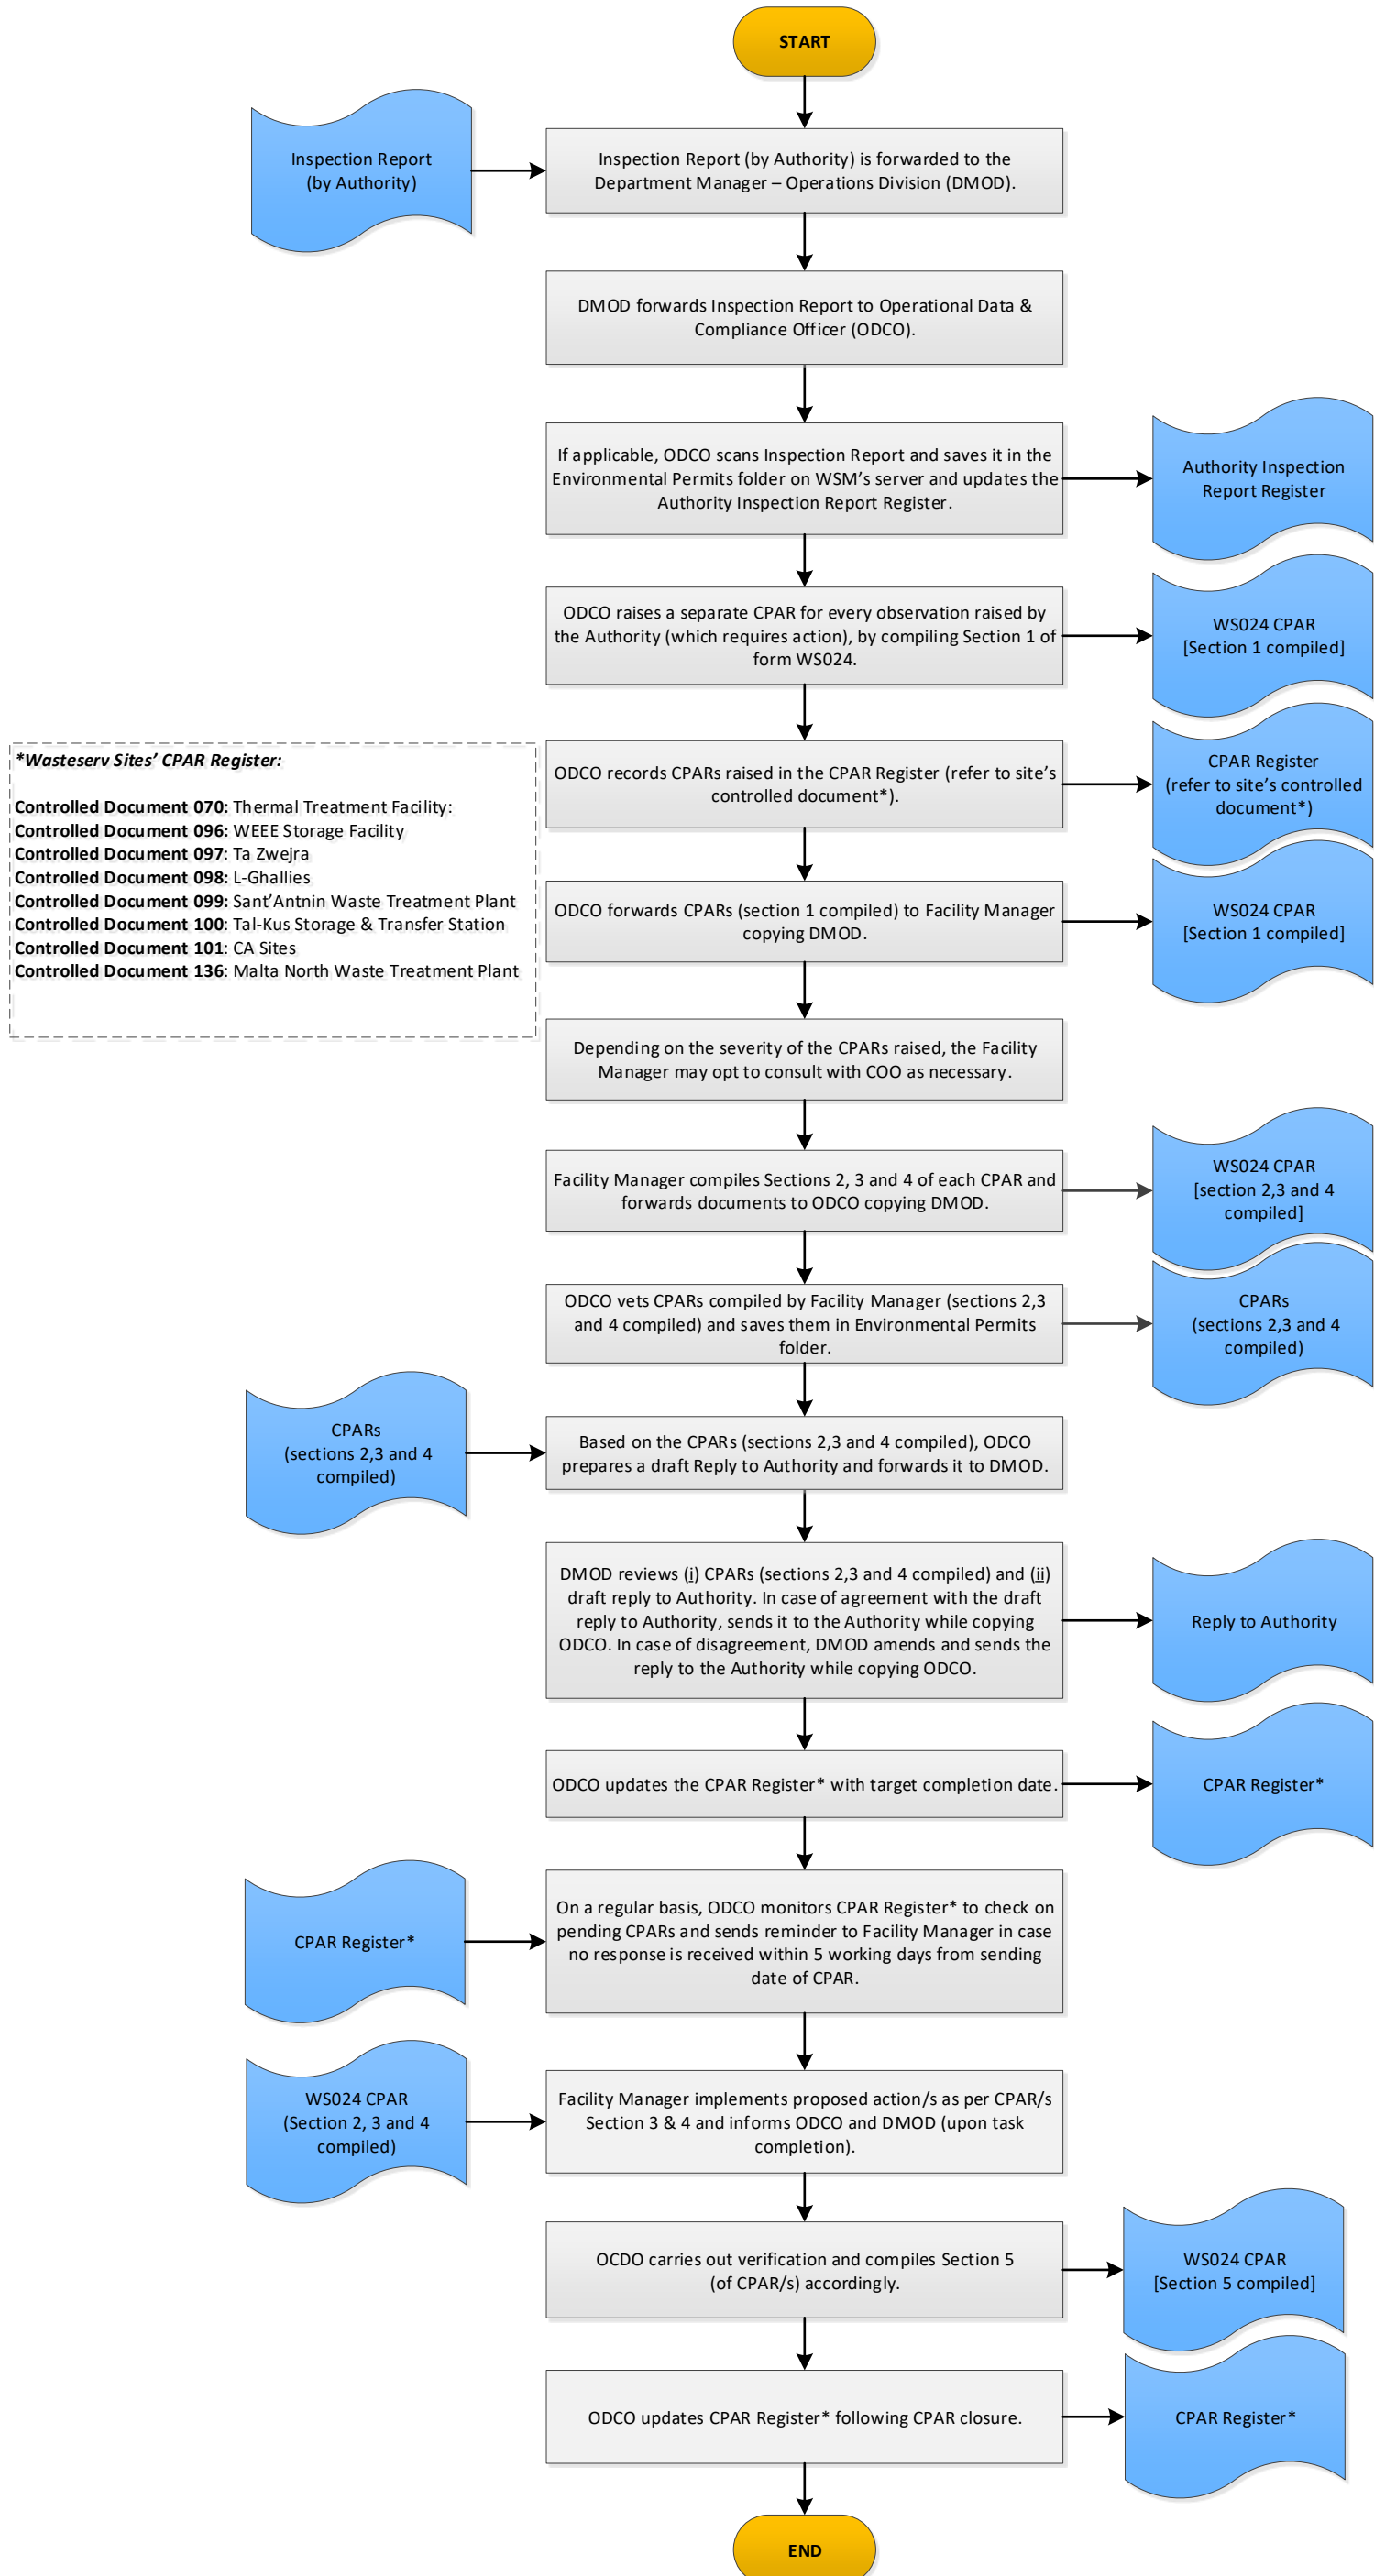 START
Inspection Report
(by Authority)
Inspection Report (by Authority) is forwarded to the
Department Manager – Operations Division (DMOD).
DMOD forwards Inspection Report to Operational Data &
Compliance Officer (ODCO).
If applicable, ODCO scans Inspection Report and saves it in the
Environmental Permits folder on WSM's server and updates the
Authority Inspection Report Register.
Authority Inspection
Report Register
ODCO raises a separate CPAR for every observation raised by
the Authority (which requires action), by compiling Section 1 of
form WS024.
WS024 CPAR
[Section 1 compiled]
*Wasteserv Sites' CPAR Register:
Controlled Document 070: Thermal Treatment Facility:
Controlled Document 096: WEEE Storage Facility
Controlled Document 097: Ta Zwejra
Controlled Document 098: L-Ghallies
Controlled Document 099: Sant'Antnin Waste Treatment Plant
Controlled Document 100: Tal-Kus Storage & Transfer Station
Controlled Document 101: CA Sites
Controlled Document 136: Malta North Waste Treatment Plant
ODCO records CPARs raised in the CPAR Register (refer to site's
controlled document*).
CPAR Register
(refer to site's controlled
document*)
ODCO forwards CPARs (section 1 compiled) to Facility Manager
copying DMOD.
WS024 CPAR
[Section 1 compiled]
Depending on the severity of the CPARs raised, the Facility
Manager may opt to consult with COO as necessary.
Facility Manager compiles Sections 2, 3 and 4 of each CPAR and
forwards documents to ODCO copying DMOD.
WS024 CPAR
[section 2,3 and 4
compiled]
ODCO vets CPARs compiled by Facility Manager (sections 2,3
and 4 compiled) and saves them in Environmental Permits
folder.
CPARs
(sections 2,3 and 4
compiled)
CPARs
(sections 2,3 and 4
compiled)
Based on the CPARs (sections 2,3 and 4 compiled), ODCO
prepares a draft Reply to Authority and forwards it to DMOD.
DMOD reviews (i) CPARs (sections 2,3 and 4 compiled) and (ii)
draft reply to Authority. In case of agreement with the draft
reply to Authority, sends it to the Authority while copying
ODCO. In case of disagreement, DMOD amends and sends the
reply to the Authority while copying ODCO.
Reply to Authority
ODCO updates the CPAR Register* with target completion date.
CPAR Register*
CPAR Register*
On a regular basis, ODCO monitors CPAR Register* to check on
pending CPARs and sends reminder to Facility Manager in case
no response is received within 5 working days from sending
date of CPAR.
WS024 CPAR
(Section 2, 3 and 4
compiled)
Facility Manager implements proposed action/s as per CPAR/s
Section 3 & 4 and informs ODCO and DMOD (upon task
completion).
OCDO carries out verification and compiles Section 5
(of CPAR/s) accordingly.
WS024 CPAR
[Section 5 compiled]
ODCO updates CPAR Register* following CPAR closure.
CPAR Register*
END